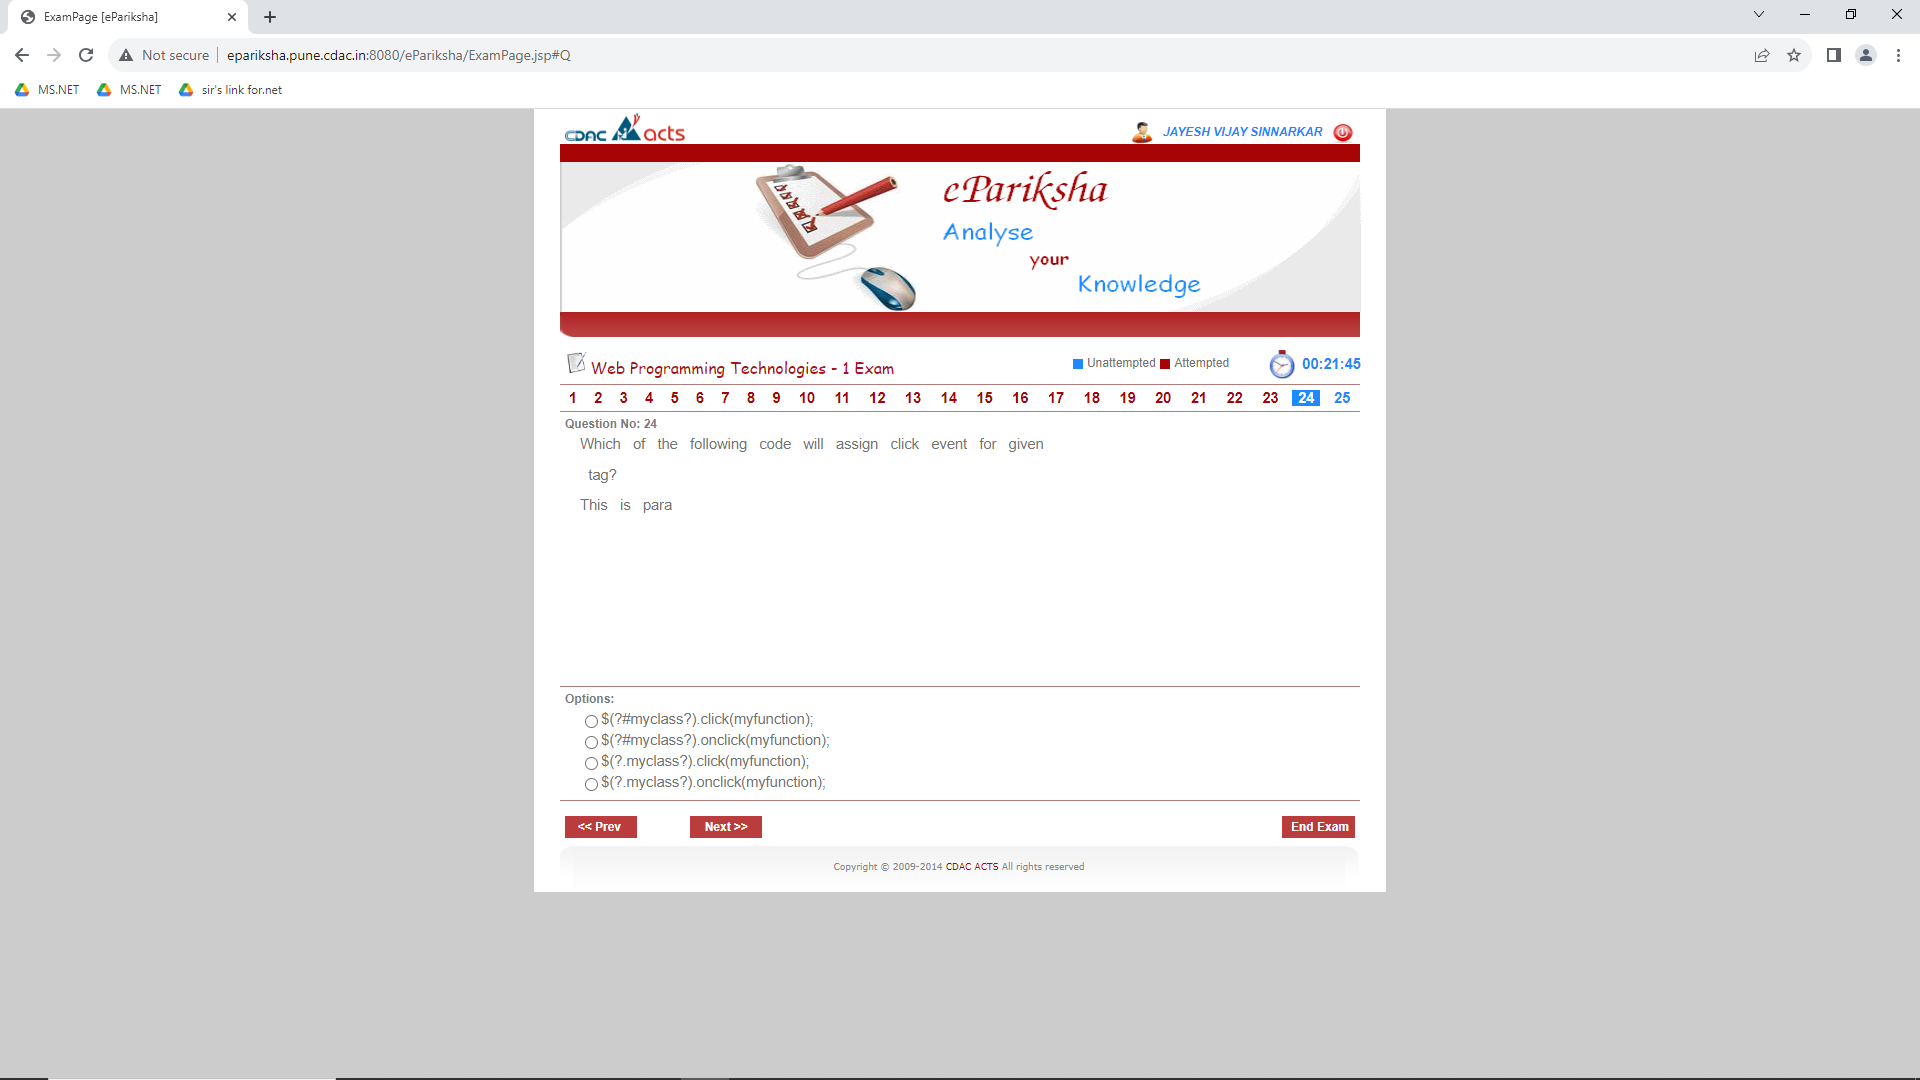 ExamPage [ePariksha]
Not secure epariksha.pune.cdac.in:8080/ePariksha/ExamPage.jsp#Q
MS.NET MS.NET sir's link for.net
CDAC acts JAYESH VIJAY SINNARKAR
ePariksha
Analyse
your
Knowledge
Web Programming Technologies - 1 Exam Unattempted Attempted 00:21:45
1 2 3 4 5 6 7 8 9 10 11 12 13 14 15 16 17 18 19 20 21 22 23 24 25
Question No: 24
Which of the following code will assign click event for given
tag?
This is para
Options:
$(?#myclass?).click(myfunction);
$(?#myclass?).onclick(myfunction);
$(?.myclass?).click(myfunction);
$(?.myclass?).onclick(myfunction);
<< Prev Next >> End Exam
Copyright © 2009-2014 CDAC ACTS All rights reserved